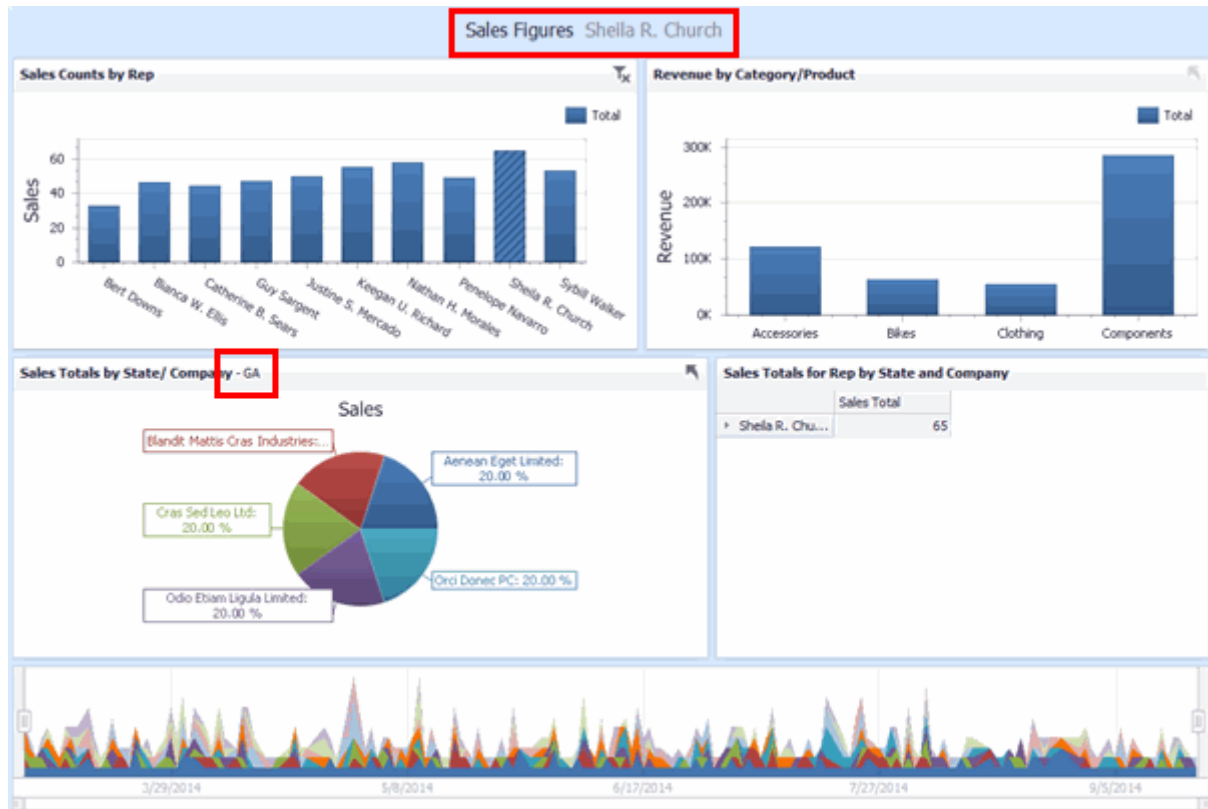 Sales Figures Sheila R. Church
Sales Counts by Rep
Total
Sales
60
40
20
0
Bert Downs
Bianca W. Ellis
Catherine B. Sears
Guy Sargent
Justine S. Mercado
Keegan U. Richard
Nathan H. Morales
Penelope Navarro
Sheila R. Church
Sybill Walker
Revenue by Category/Product
Total
Revenue
300K
200K
100K
0K
Accessories
Bikes
Clothing
Components
Sales Totals by State/ Company - GA
Sales
Blandit Mattis Cras Industries:...
Aenean Eget Limited:
20.00 %
Cras Sed Leo Ltd:
20.00 %
Orci Donec PC: 20.00 %
Odio Etiam Ligula Limited:
20.00 %
Sales Totals for Rep by State and Company
Sales Total
Sheila R. Chu... 65
3/29/2014
5/8/2014
6/17/2014
7/27/2014
9/5/2014